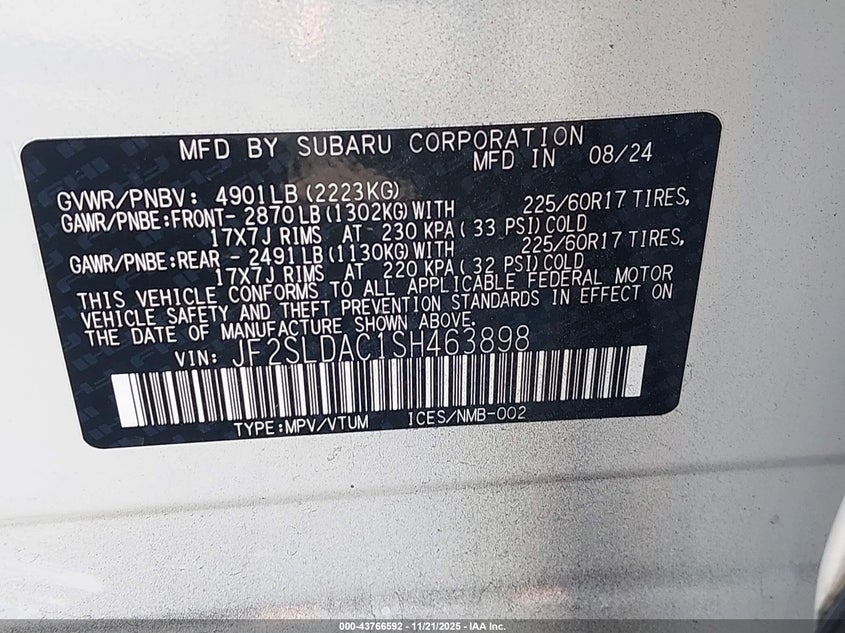 MFD BY SUBARU CORPORATION
MFD IN 08/24
GVWR/PNBV: 4901LB (2223KG)
GAWR/PNBE:FRONT- 2870LB (1302KG) WITH 225/60R17 TIRES,
17X7J RIMS AT 230 KPA ( 33 PSI) COLD
GAWR/PNBE:REAR - 2491LB (1130KG) WITH 225/60R17 TIRES,
17X7J RIMS AT 220 KPA ( 32 PSI) COLD
THIS VEHICLE CONFORMS TO ALL APPLICABLE FEDERAL MOTOR
VEHICLE SAFETY AND THEFT PREVENTION STANDARDS IN EFFECT ON
THE DATE OF MANUFACTURE SHOWN ABOVE.
VIN: JF2SLDAC1SH463898
TYPE:MPV/VTUM ICES/NMB-002
000-43766592 - 11/21/2025 - IAA Inc.